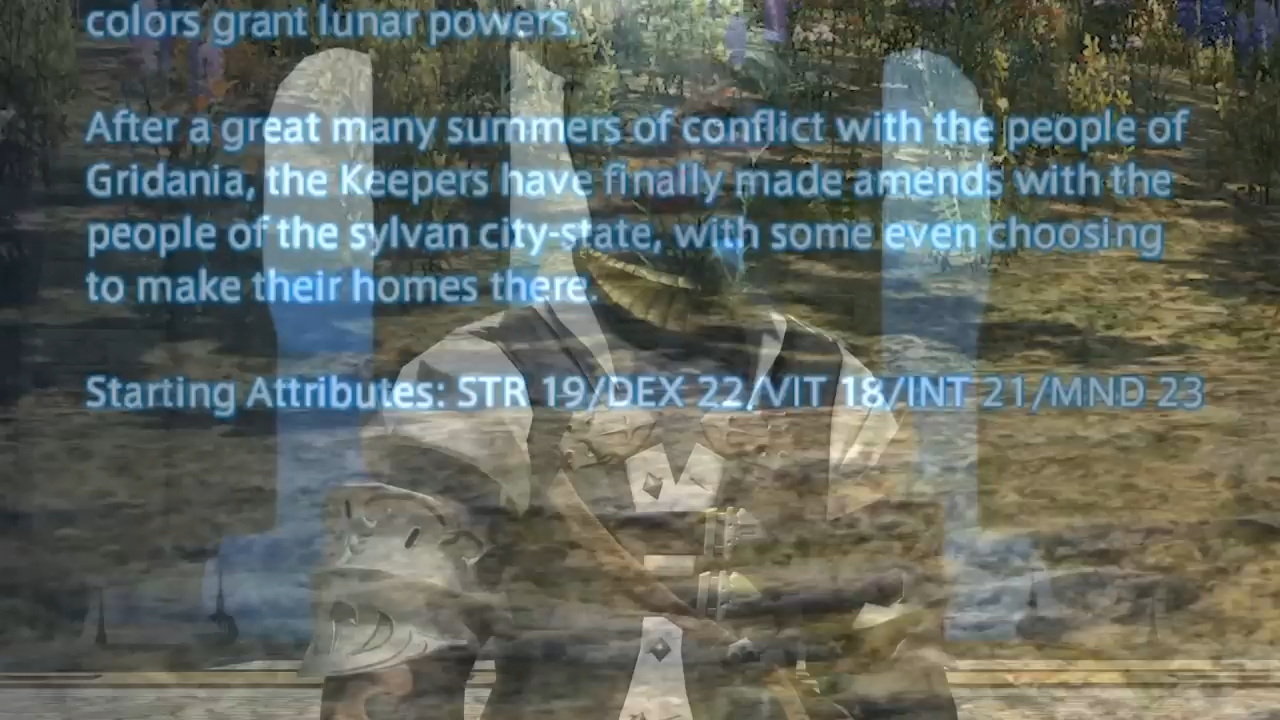 colors grant lunar powers.
After a great many summers of conflict with the people of
Gridania, the Keepers have finally made amends with the
people of the sylvan city-state, with some even choosing
to make their homes there.
Starting Attributes: STR 19/DEX 22/VIT 18/INT 21/MND 23